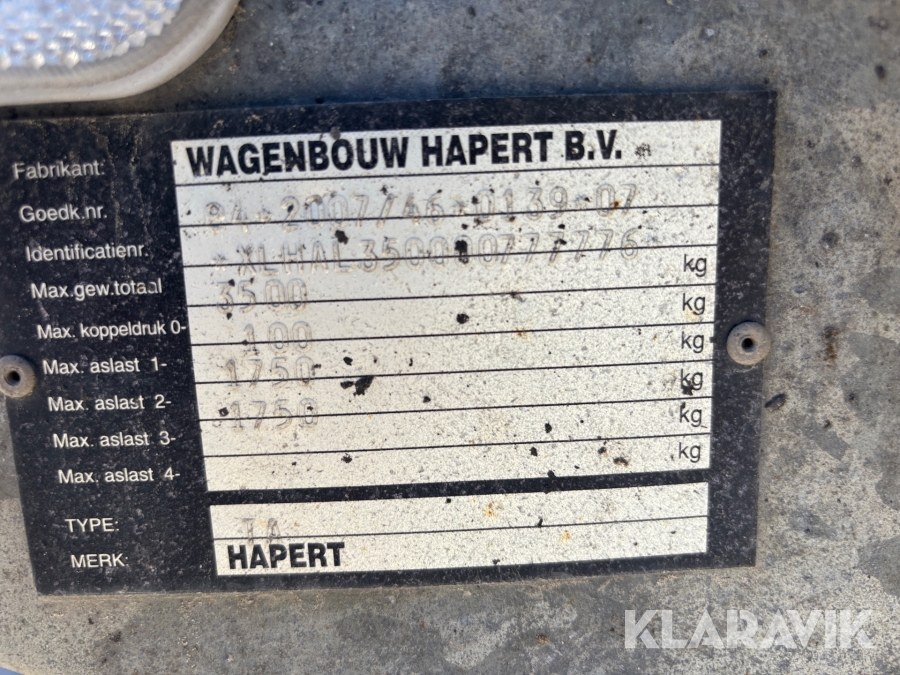 Fabrikant: WAGENBOUW HAPERT B.V.
Goedk.nr. e4*2007/46*0139*07
Identificatienr. *XLHAL350000777776
Max.gew.totaal 3500 kg
Max. koppeldruk 0- 100 kg
Max. aslast 1- 1750 kg
Max. aslast 2- 1750 kg
Max. aslast 3- kg
Max. aslast 4- kg
TYPE:
MERK: HAPERT
KLARAVIK